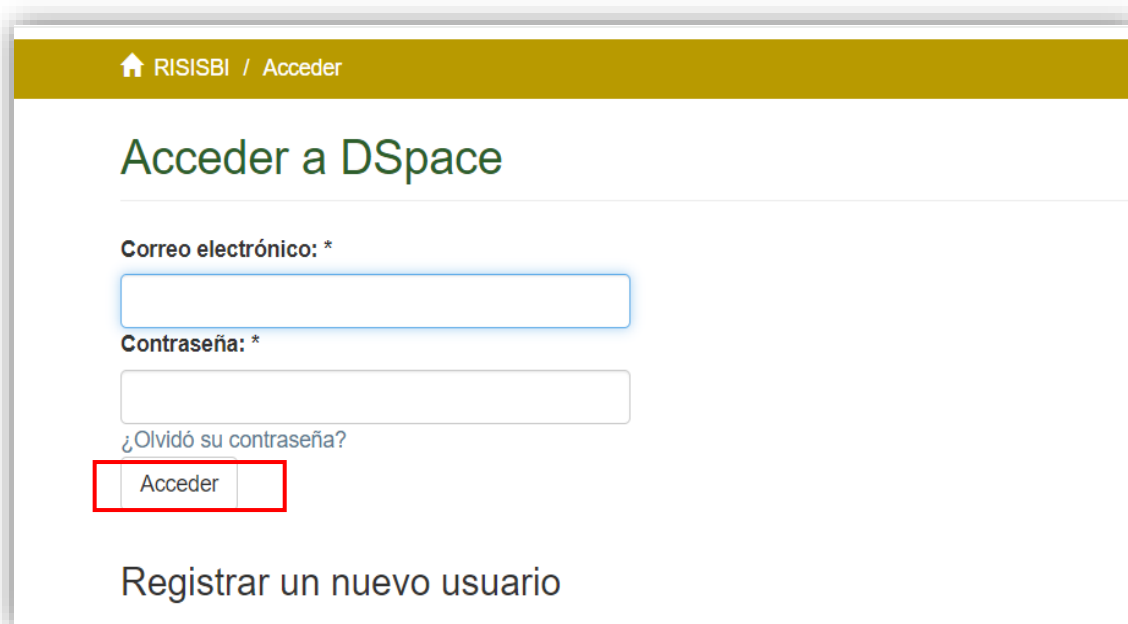 RISISBI / Acceder
Acceder a DSpace
Correo electrónico: *
Contraseña: *
¿Olvidó su contraseña?
Acceder
Registrar un nuevo usuario